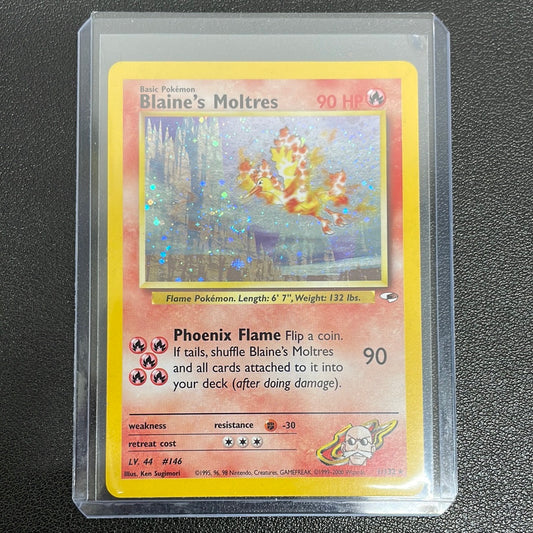 Basic Pokémon
Blaine's Moltres 90 HP
Flame Pokémon. Length: 6' 7", Weight: 132 lbs.
Phoenix Flame Flip a coin.
If tails, shuffle Blaine's Moltres
and all cards attached to it into
your deck (after doing damage).
90
weakness resistance -30
retreat cost
LV. 44 #146
Illus. Ken Sugimori ©1995, 96, 98 Nintendo, Creatures, GAMEFREAK. ©1999-2000 Wizards. 1/132